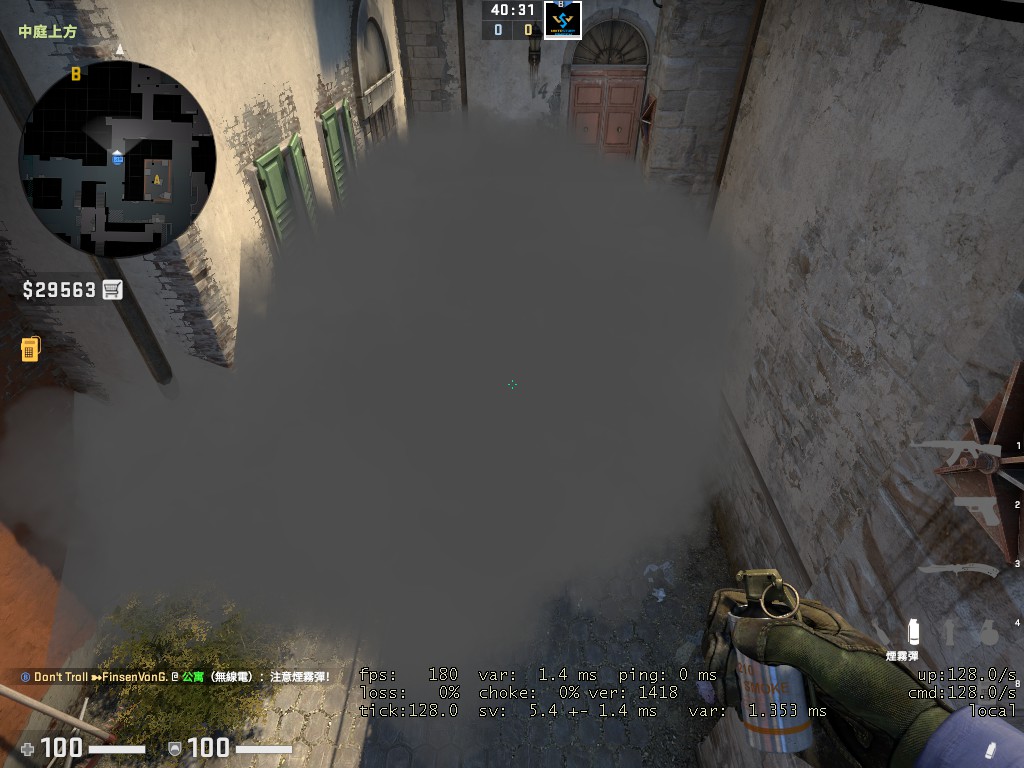 中庭上方
40:31
0 0
B
A
$29563
1
2
3
4
煙霧彈
SMOKE
Don't Troll ➳FinsenVonG. @ 公寓 (無線電) : 注意煙霧彈!
fps: 180 var: 1.4 ms ping: 0 ms
loss: 0% choke: 0% ver: 1418
tick:128.0 sv: 5.4 +- 1.4 ms var: 1.353 ms
up:128.0/s
cmd:128.0/s
local
100 100